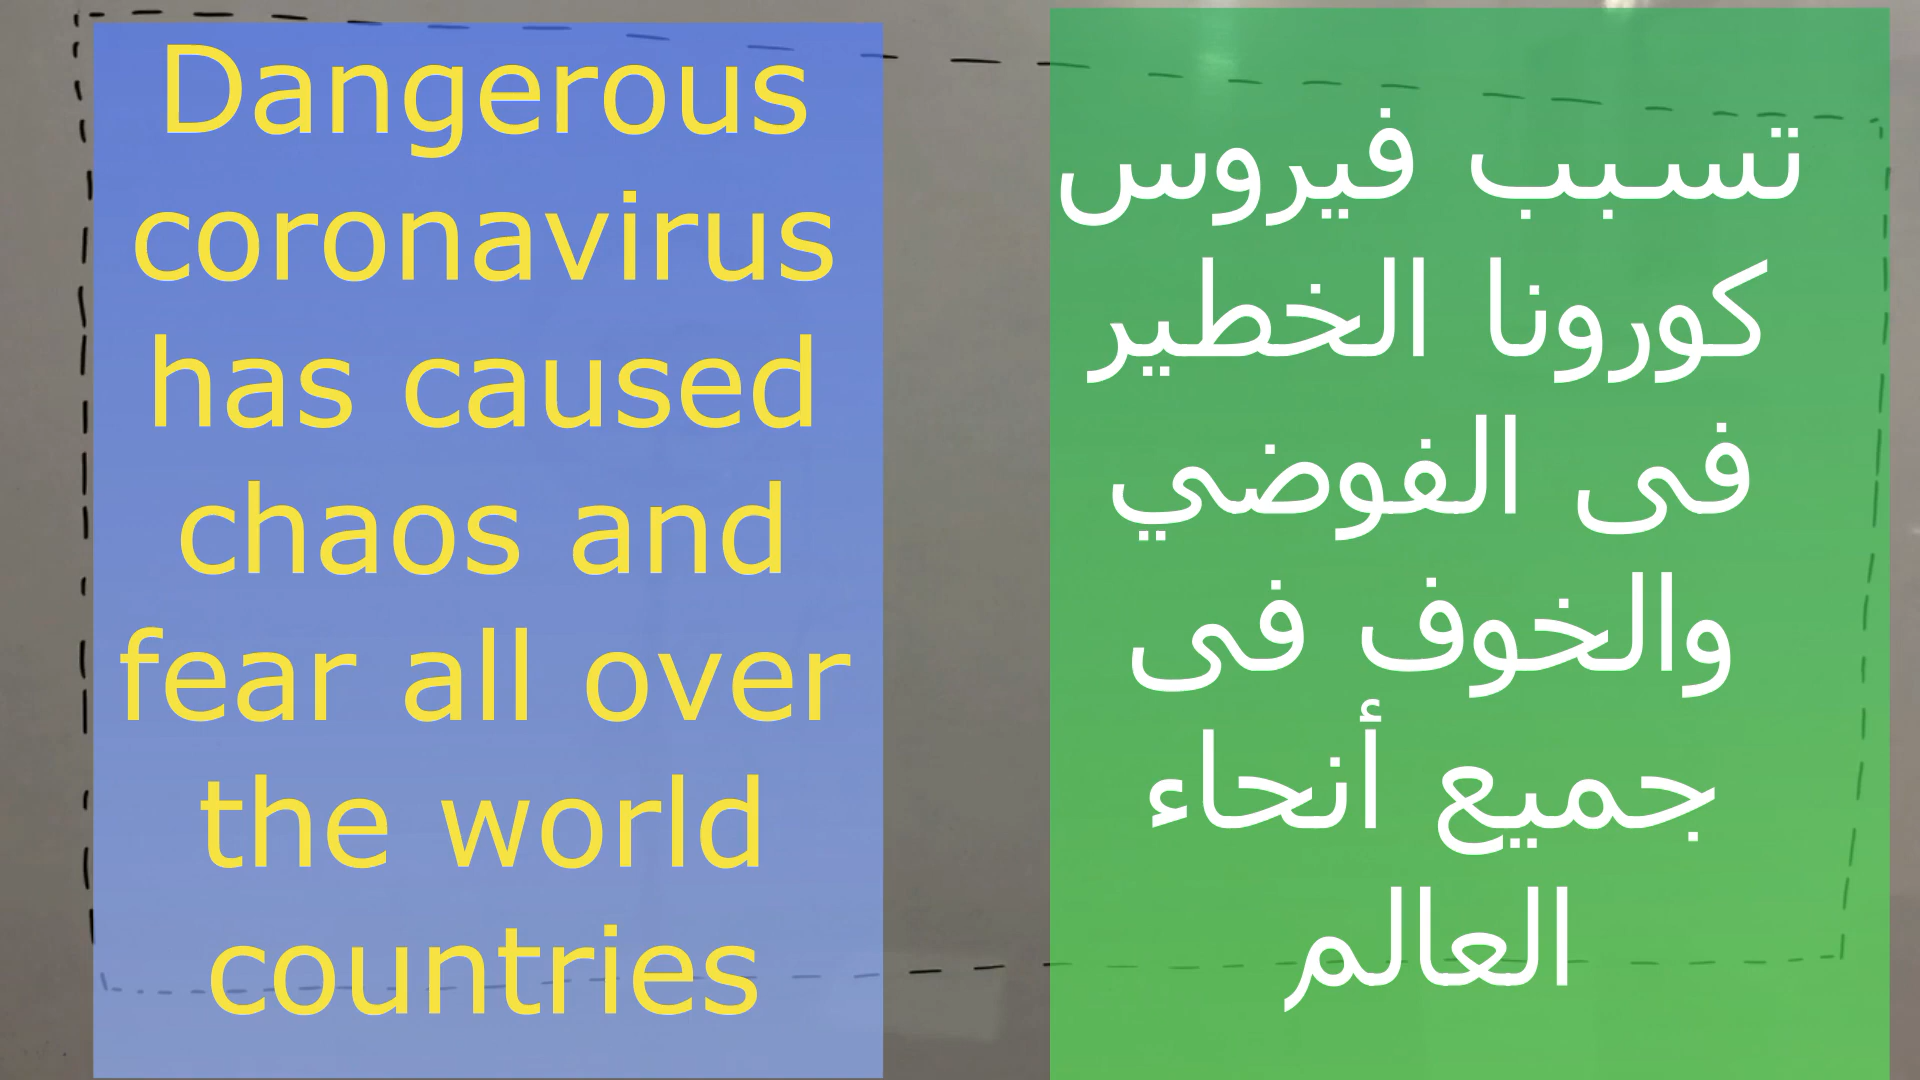 Dangerous
coronavirus
has caused
chaos and
fear all over
the world
countries
تسبب فيروس
كورونا الخطير
فى الفوضي
والخوف فى
جميع أنحاء
العالم